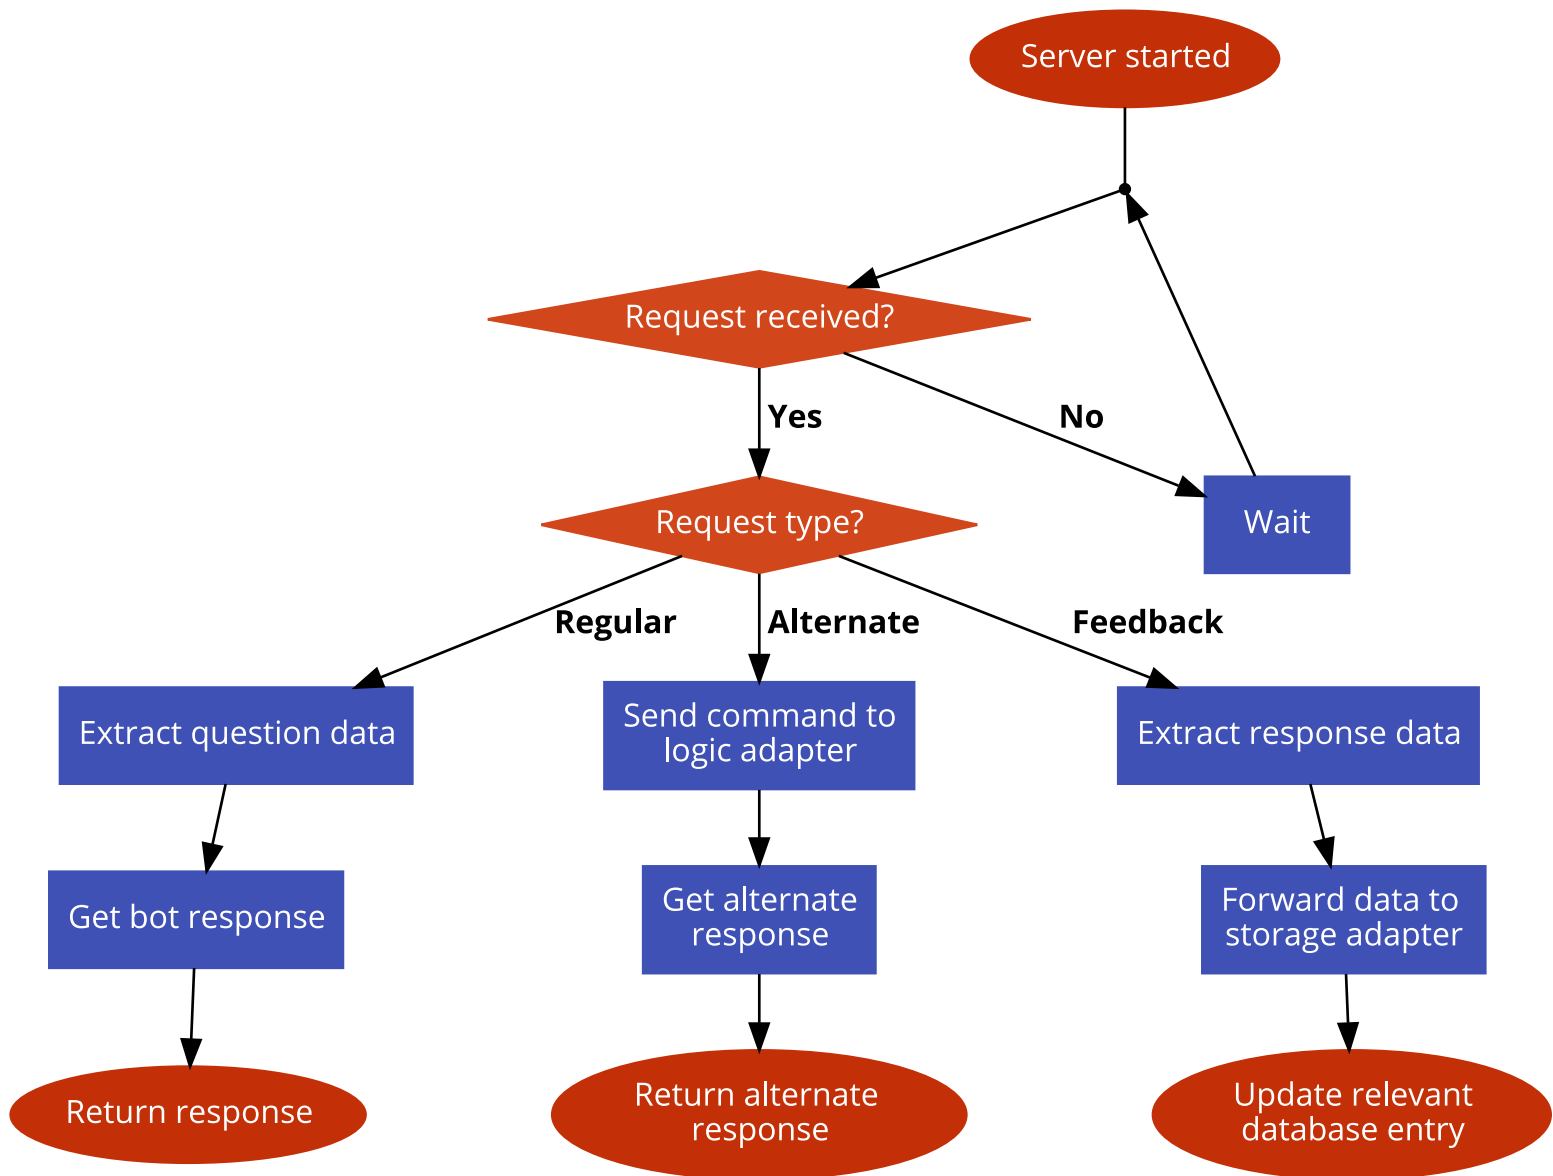 Server started
Request received?
Yes
No
Request type?
Wait
Regular
Alternate
Feedback
Extract question data
Send command to
logic adapter
Extract response data
Get bot response
Get alternate
response
Forward data to
storage adapter
Return response
Return alternate
response
Update relevant
database entry